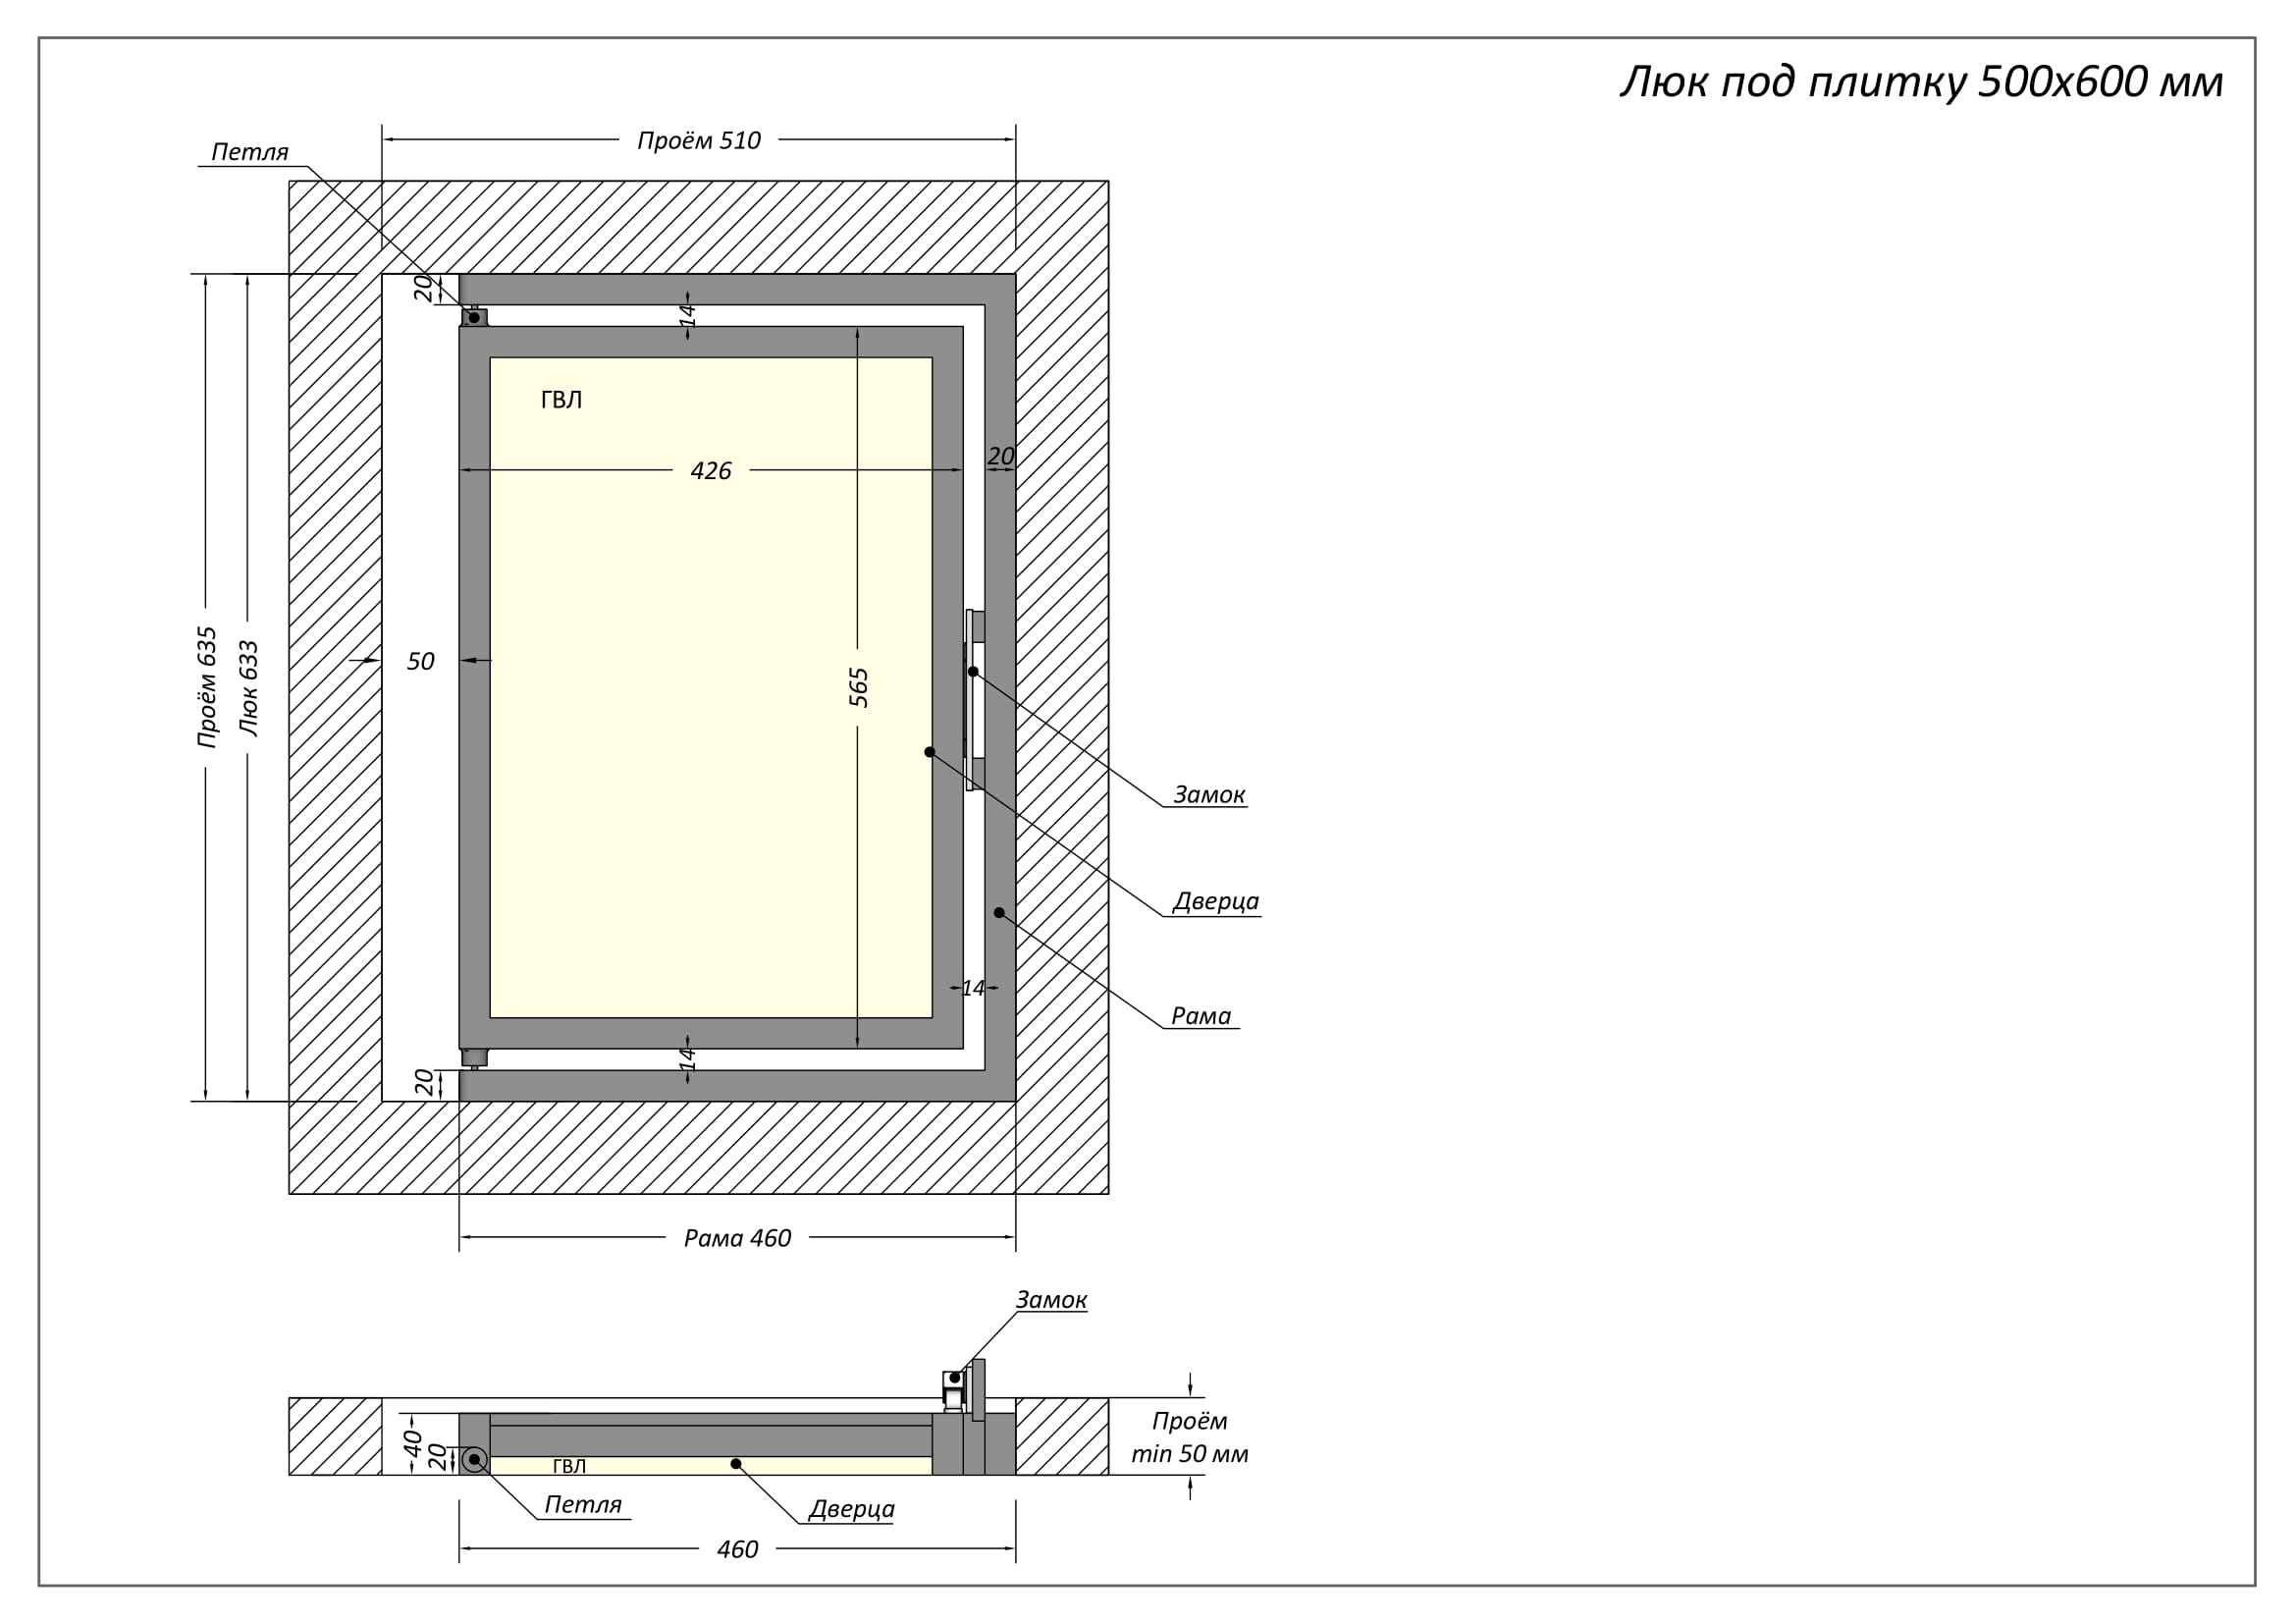 Люк под плитку 500х600 мм
Проём 510
Петля
20
14
ГВЛ
20
426
50
Проём 635
Люк 633
565
Замок
Дверца
14
Рама
14
20
Рама 460
Замок
Проём
min 50 мм
40
20
ГВЛ
Петля
Дверца
460